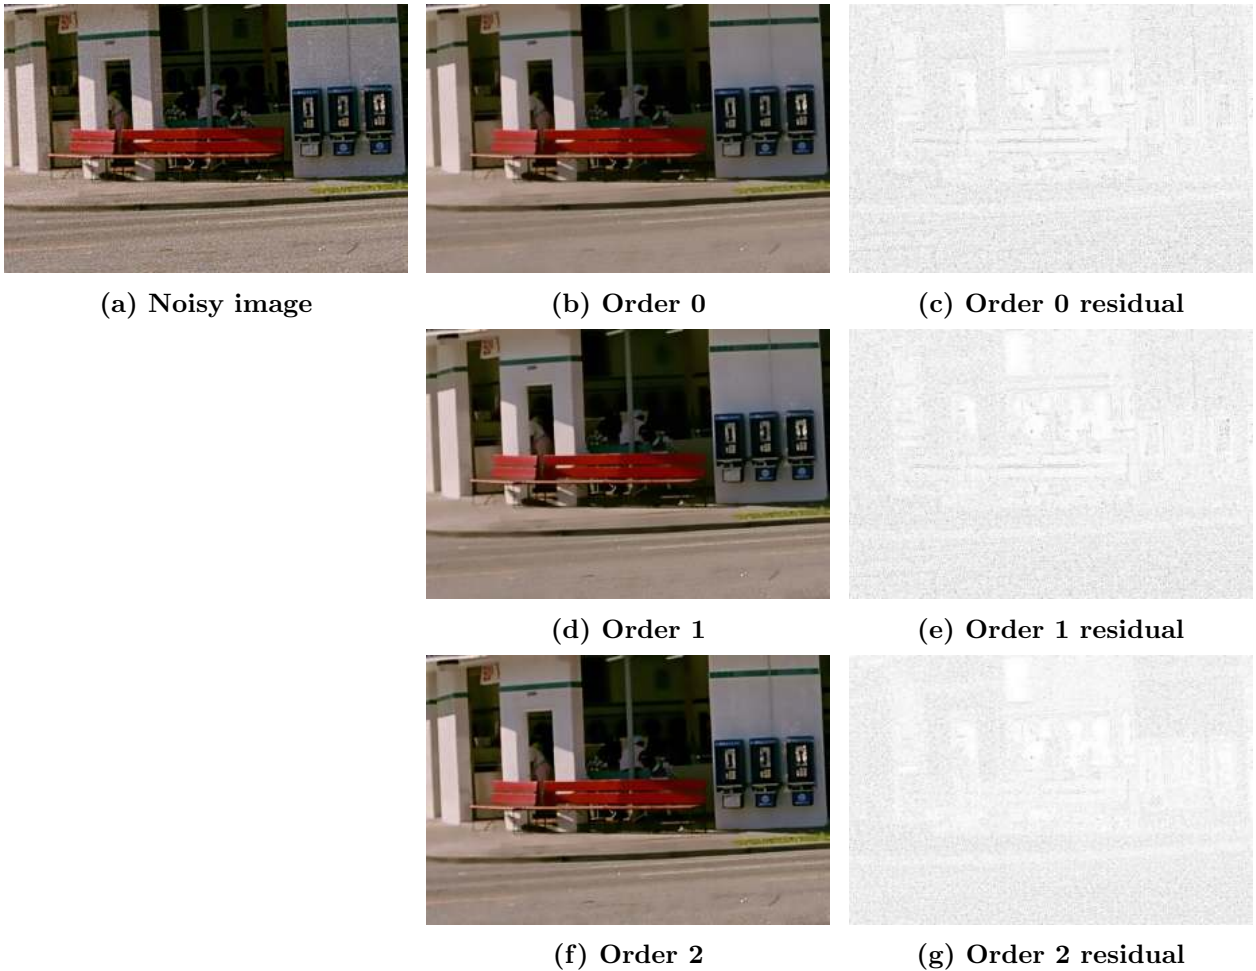 (a) Noisy image
(b) Order 0
(c) Order 0 residual
(d) Order 1
(e) Order 1 residual
(f) Order 2
(g) Order 2 residual